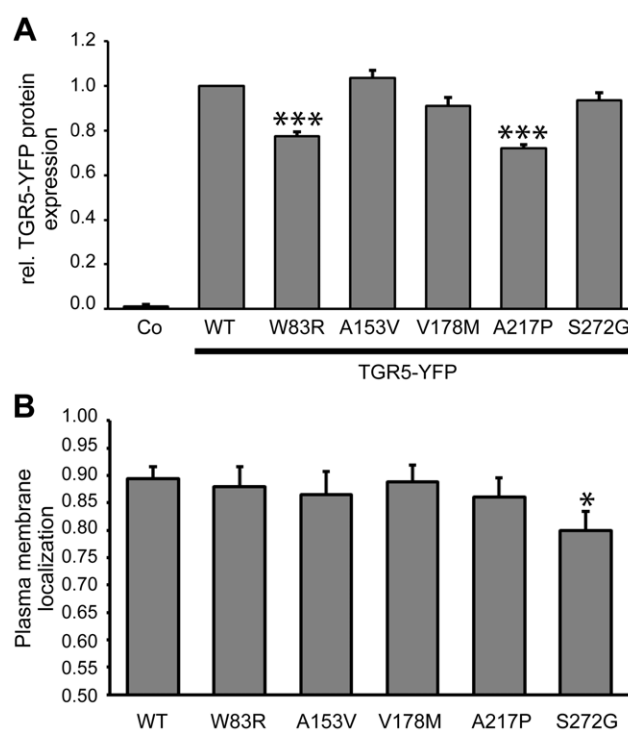 A
rel. TGR5-YFP protein
expression
1.2
1.0
0.8
0.6
0.4
0.2
0.0
***
***
Co WT W83R A153V V178M A217P S272G
TGR5-YFP
B
Plasma membrane
localization
1.00
0.95
0.90
0.85
0.80
0.75
0.70
0.65
0.60
0.55
0.50
*
WT W83R A153V V178M A217P S272G